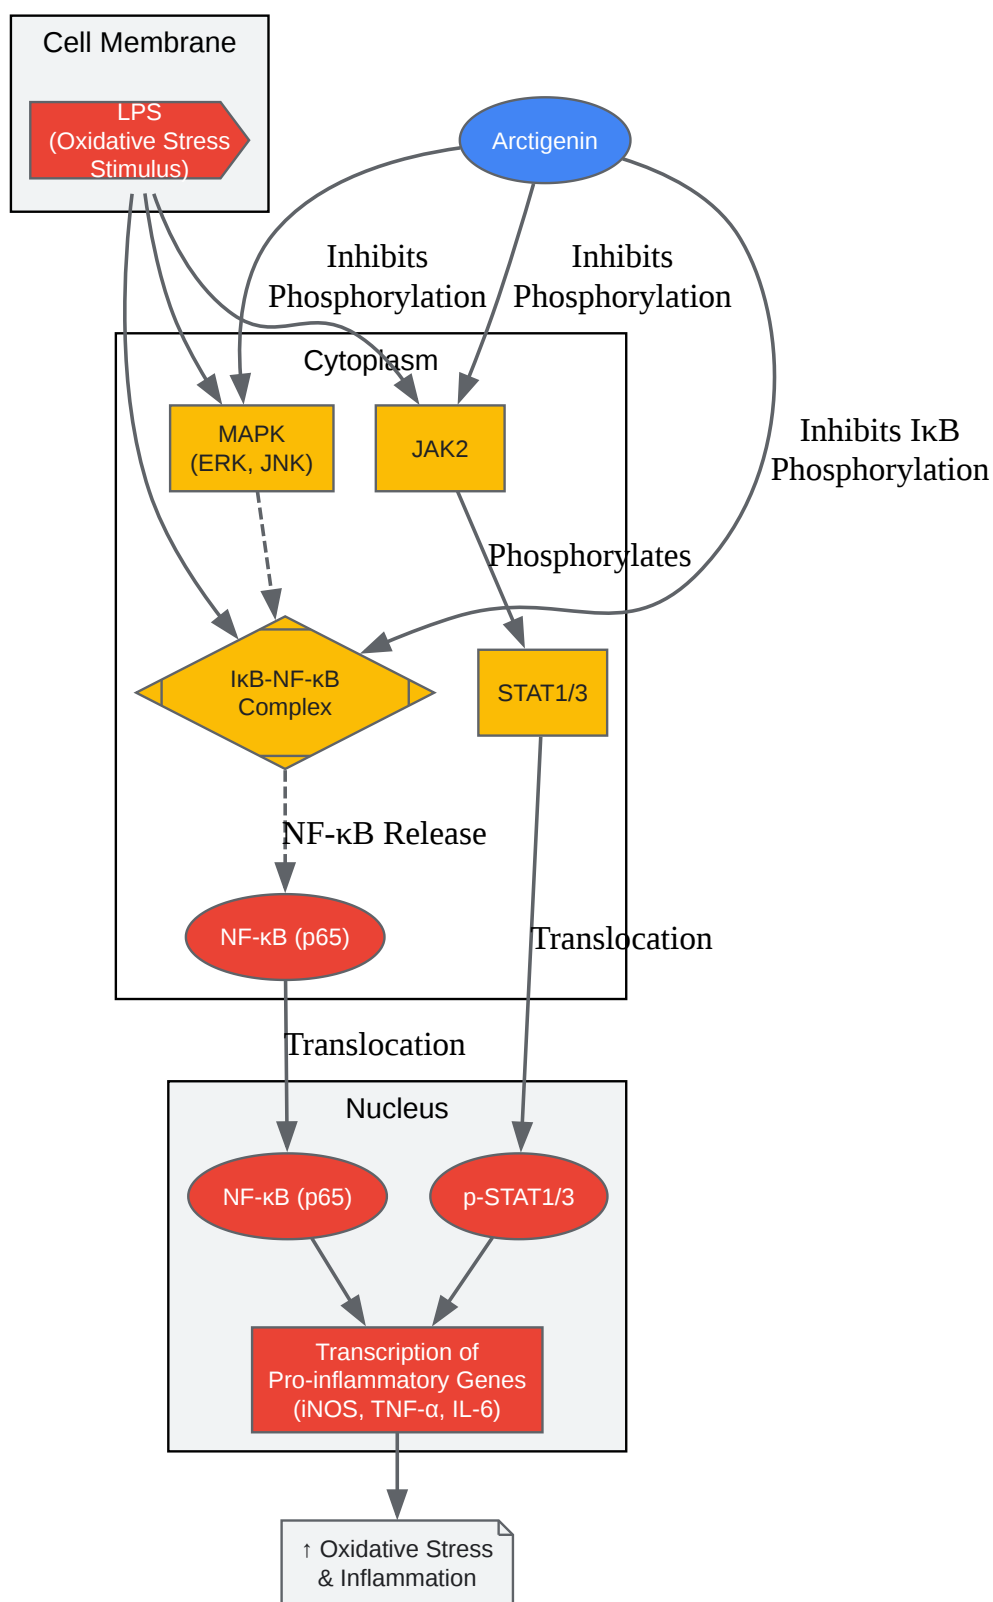 Cell Membrane
LPS
(Oxidative Stress
Stimulus)
Arctigenin
Inhibits
Phosphorylation
Inhibits
Phosphorylation
Inhibits IκB
Phosphorylation
Cytoplasm
MAPK
(ERK, JNK)
JAK2
Phosphorylates
IκB-NF-κB
Complex
STAT1/3
NF-κB Release
NF-κB (p65)
Translocation
Translocation
Nucleus
NF-κB (p65)
p-STAT1/3
Transcription of
Pro-inflammatory Genes
(iNOS, TNF-α, IL-6)
↑ Oxidative Stress
& Inflammation